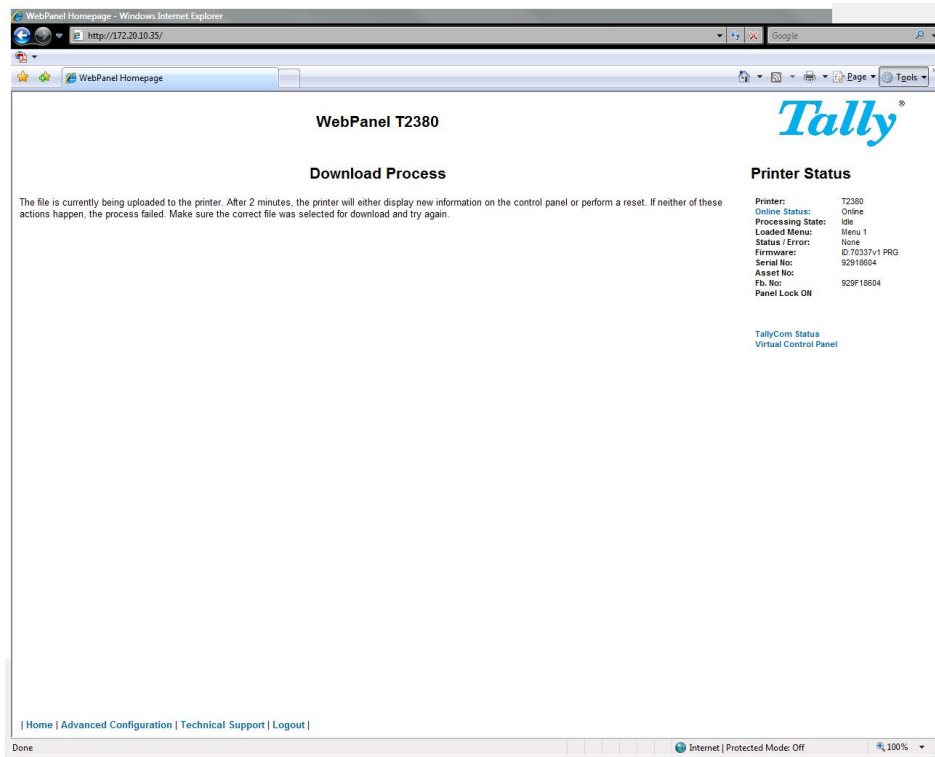 WebPanel Homepage - Windows Internet Explorer
http://172.20.10.35/
Google
WebPanel Homepage
Page
Tools
WebPanel T2380
Tally®
Download Process
The file is currently being uploaded to the printer. After 2 minutes, the printer will either display new information on the control panel or perform a reset. If neither of these
actions happen, the process failed. Make sure the correct file was selected for download and try again.
Printer Status
Printer: T2380
Online Status: Online
Processing State: Idle
Loaded Menu: Menu 1
Status / Error: None
Firmware: ID:70337v1 PRG
Serial No: 92918604
Asset No:
Fb. No: 929F18604
Panel Lock ON
TallyCom Status
Virtual Control Panel
| Home | Advanced Configuration | Technical Support | Logout |
Done
Internet | Protected Mode: Off
100%